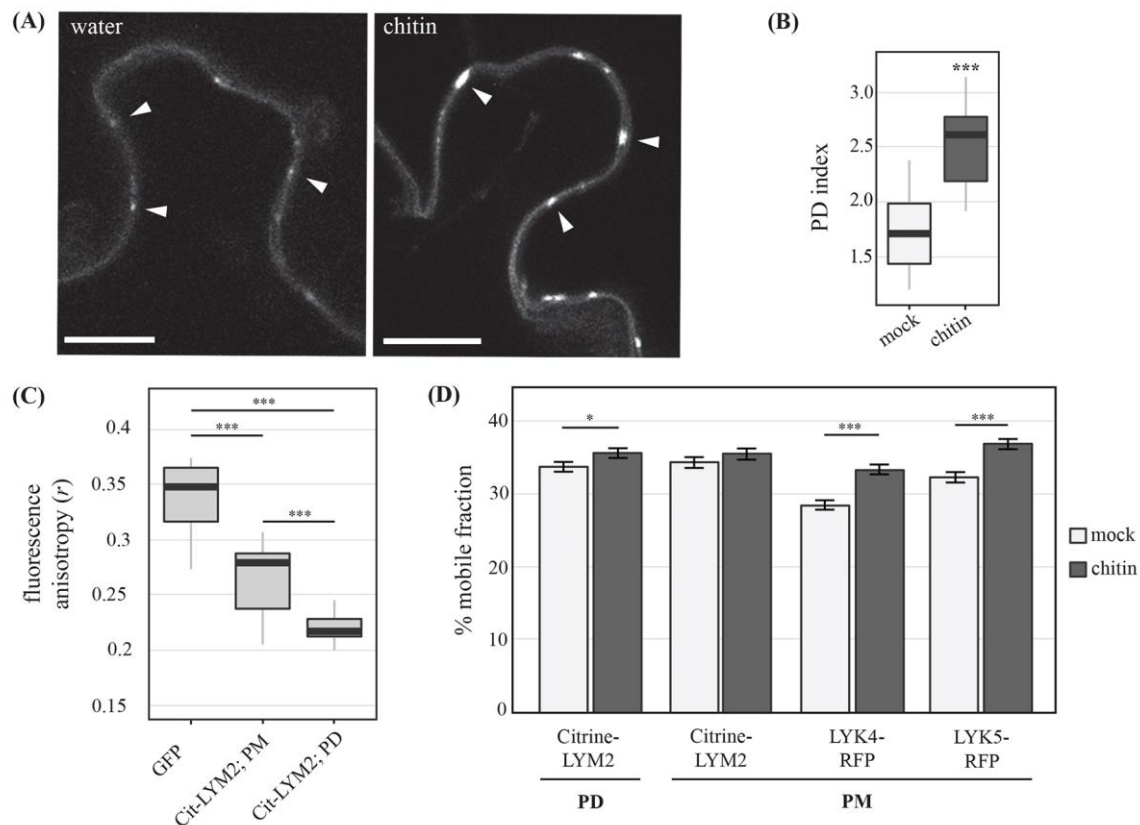 (A)
water
chitin
(B)
***
3.0
2.5
2.0
1.5
PD index
mock
chitin
(C)
***
***
***
0.4
0.35
0.3
0.25
0.2
0.15
fluorescence
anisotropy (r)
GFP
Cit-LYM2; PM
Cit-LYM2; PD
(D)
40
30
20
10
0
% mobile fraction
*
***
***
mock
chitin
Citrine-
LYM2
Citrine-
LYM2
LYK4-
RFP
LYK5-
RFP
PD
PM